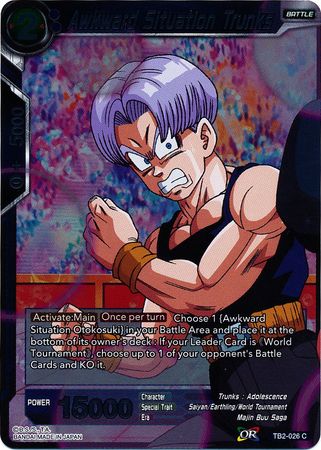 Awkward Situation Trunks
BATTLE
2
5000
Activate:Main Once per turn Choose 1 {Awkward
Situation Otokosuki} in your Battle Area and place it at the
bottom of its owner's deck : If your Leader Card is 《World
Tournament》, choose up to 1 of your opponent's Battle
Cards and KO it.
POWER 15000
Character Trunks : Adolescence
Special Trait Saiyan/Earthling/World Tournament
Era Majin Buu Saga
©B.S./S., T.A.
BANDAI MADE IN JAPAN
DR TB2-026 C